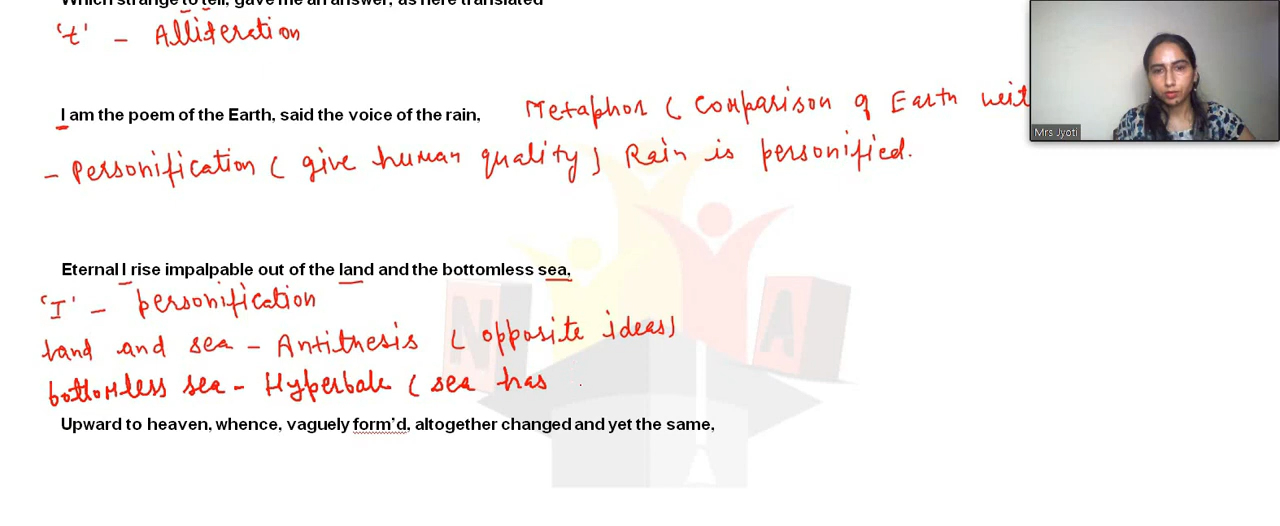 Which strange to tell, gave me an answer, as here translated
't' - Alliteration
I am the poem of the Earth, said the voice of the rain,
Metaphor ( Comparison of Earth
Mrs Jyoti
- Personification ( give human quality ) Rain is personified.
Eternal I rise impalpable out of the land and the bottomless sea,
'I' - personification
land and sea - Antithesis ( opposite ideas)
bottomless sea - Hyperbole ( sea has
Upward to heaven, whence, vaguely form'd, altogether changed and yet the same,
N A